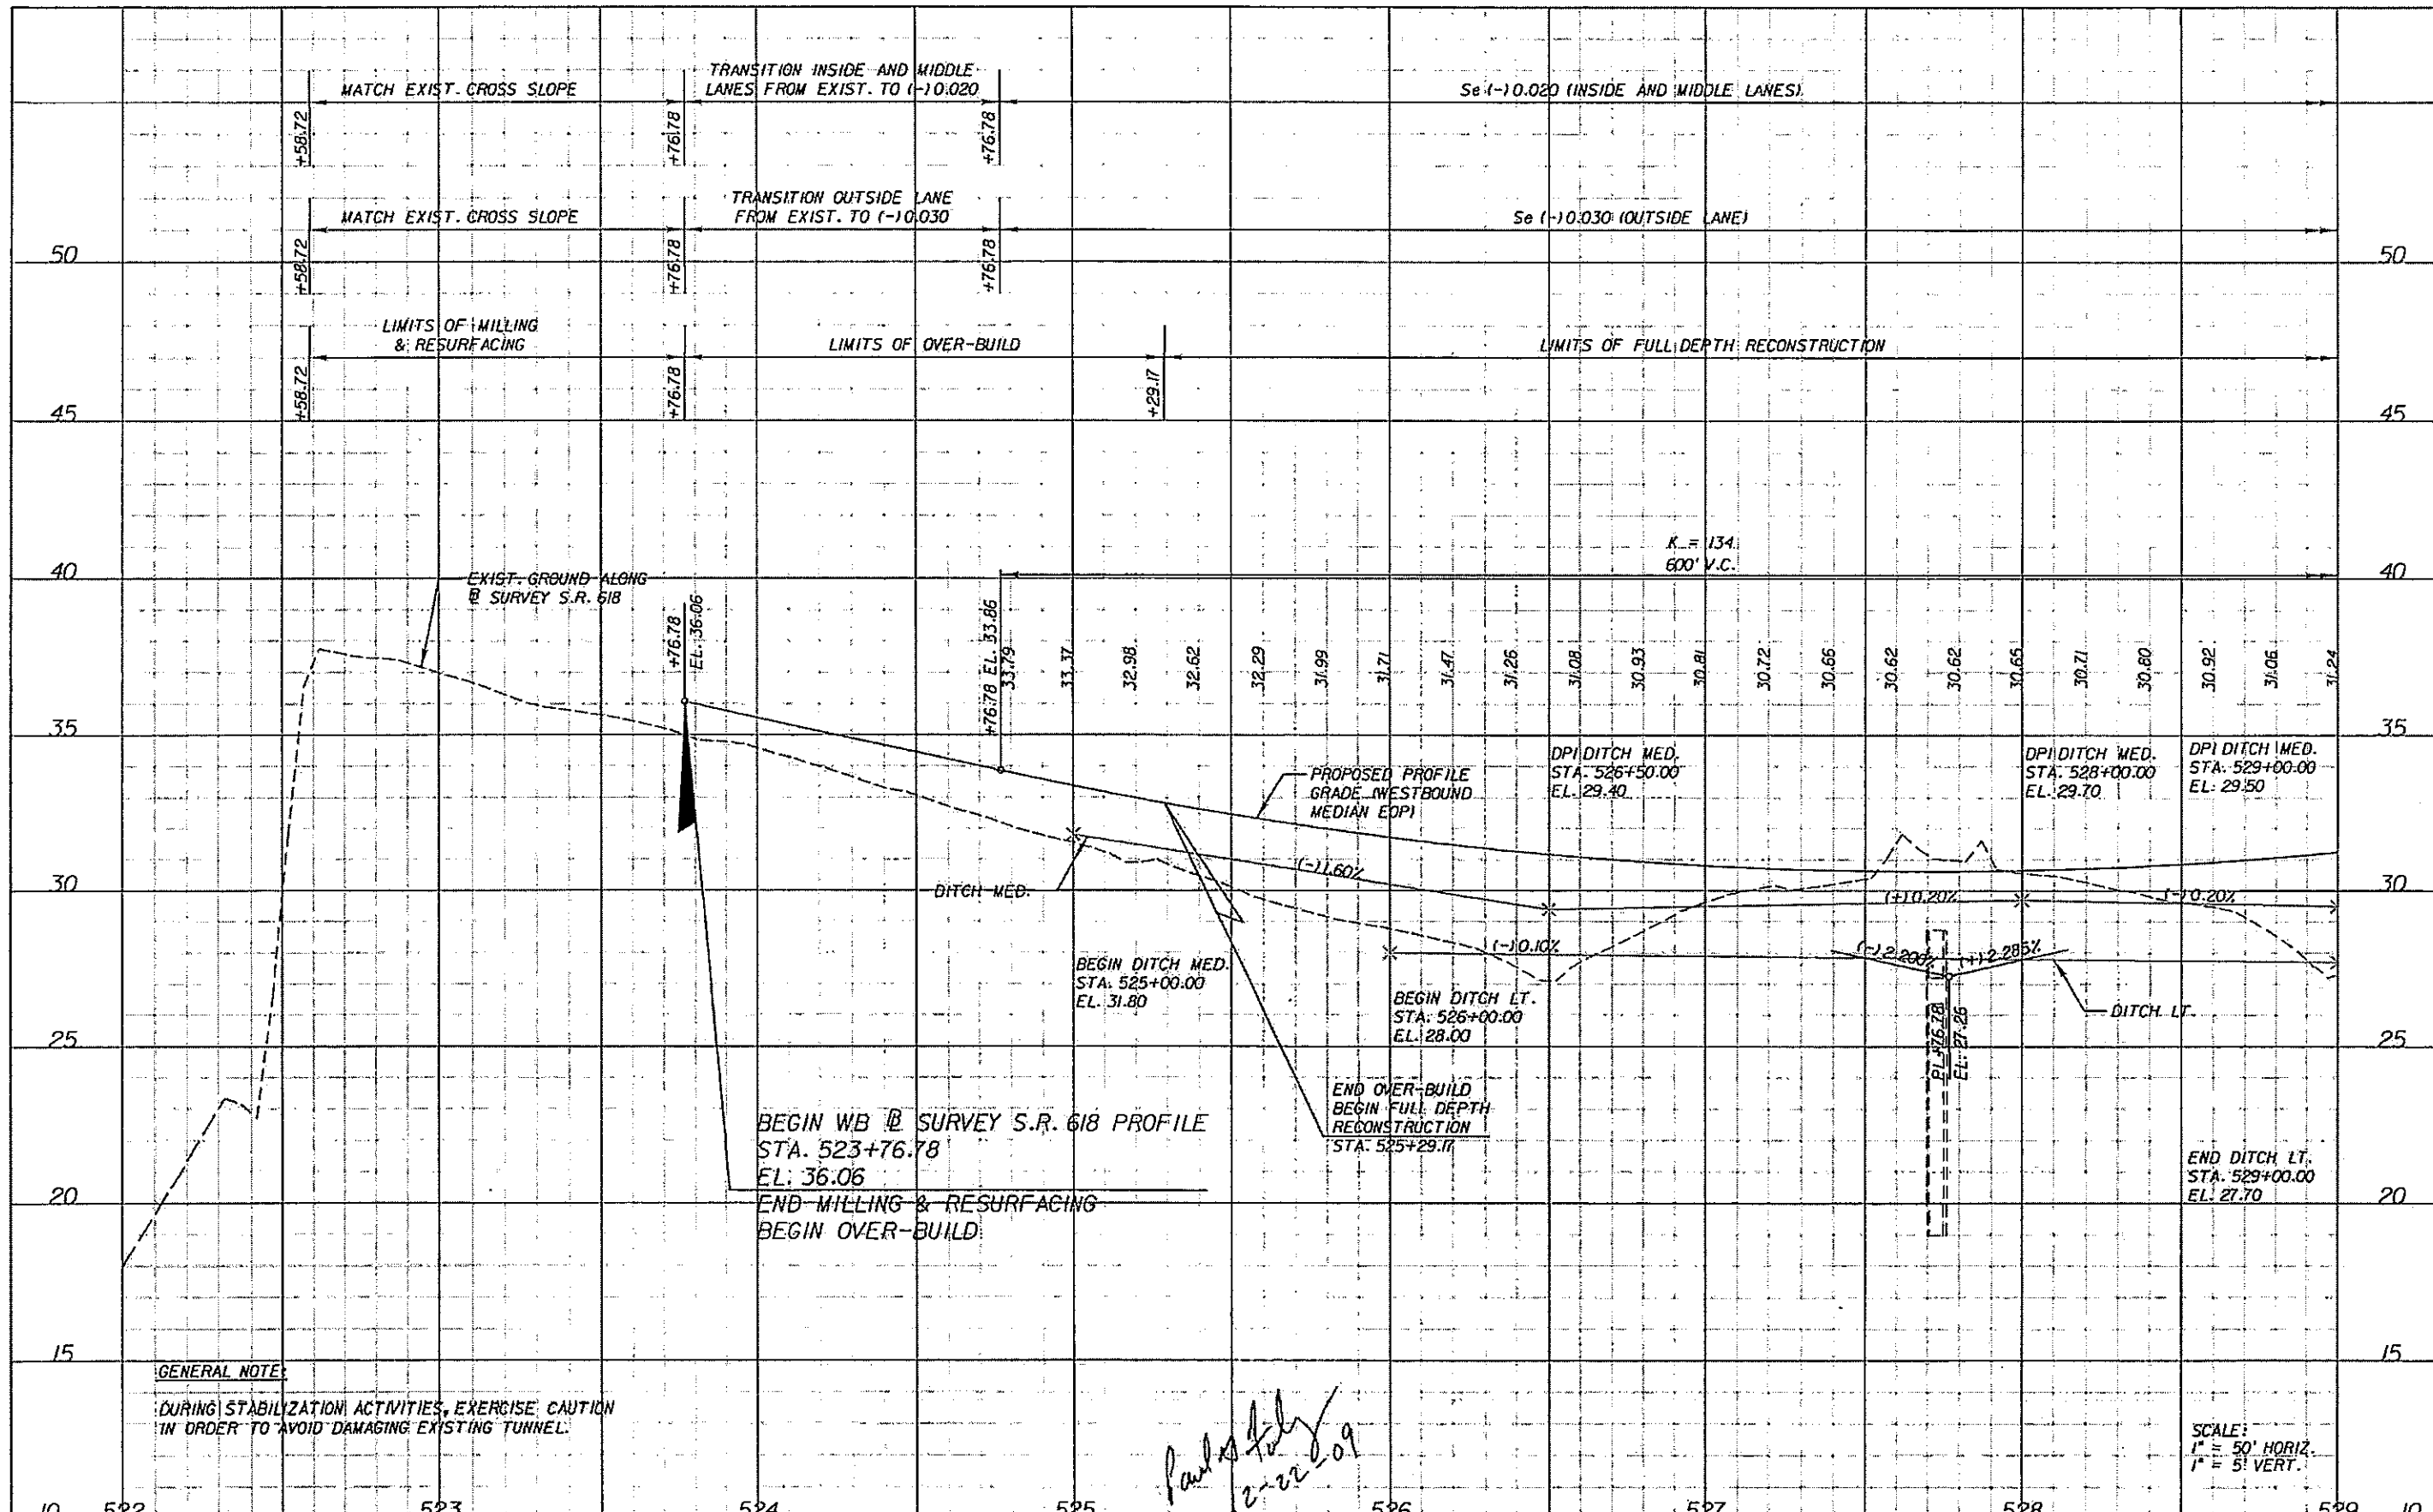 TRANSITION INSIDE AND MIDDLE
LANES FROM EXIST. TO (-)0.020
MATCH EXIST. CROSS SLOPE
Se (-)0.020 (INSIDE AND MIDDLE LANES)
+58.72
+76.78
+76.78
TRANSITION OUTSIDE LANE
FROM EXIST. TO (-)0.030
MATCH EXIST. CROSS SLOPE
Se (-)0.030 (OUTSIDE LANE)
+58.72
+76.78
+76.78
50
50
LIMITS OF MILLING
& RESURFACING
LIMITS OF OVER-BUILD
LIMITS OF FULL DEPTH RECONSTRUCTION
+58.72
+76.78
+29.17
45
45
K = 134
600' V.C.
40
40
EXIST. GROUND ALONG
SURVEY S.R. 618
+76.78
EL. 36.06
+76.78 EL. 33.86
33.79
33.37
32.98
32.62
32.29
31.99
31.71
31.47
31.26
31.08
30.93
30.81
30.72
30.66
30.62
30.62
30.65
30.71
30.80
30.92
31.06
31.24
35
35
PROPOSED PROFILE
GRADE (WESTBOUND
MEDIAN EOP)
DPI DITCH MED.
STA. 526+50.00
EL. 29.40
DPI DITCH MED.
STA. 528+00.00
EL. 29.70
DPI DITCH MED.
STA. 529+00.00
EL. 29.50
30
30
DITCH MED.
(-)1.60%
(+)0.20%
(-)0.20%
(-)0.10%
(-)2.200%
(+)2.285%
BEGIN DITCH MED.
STA. 525+00.00
EL. 31.80
BEGIN DITCH LT.
STA. 526+00.00
EL. 28.00
PI +76.78
EL. 27.26
DITCH LT.
25
25
END OVER-BUILD
BEGIN FULL DEPTH
RECONSTRUCTION
STA. 525+29.17
BEGIN WB SURVEY S.R. 618 PROFILE
STA. 523+76.78
EL. 36.06
END MILLING & RESURFACING
BEGIN OVER-BUILD
END DITCH LT.
STA. 529+00.00
EL. 27.70
20
20
15
15
GENERAL NOTE:
DURING STABILIZATION ACTIVITIES, EXERCISE CAUTION
IN ORDER TO AVOID DAMAGING EXISTING TUNNEL.
Paul
2-22-09
SCALE:
1" = 50' HORIZ.
1" = 5' VERT.
10
522
523
524
525
526
527
528
529
10